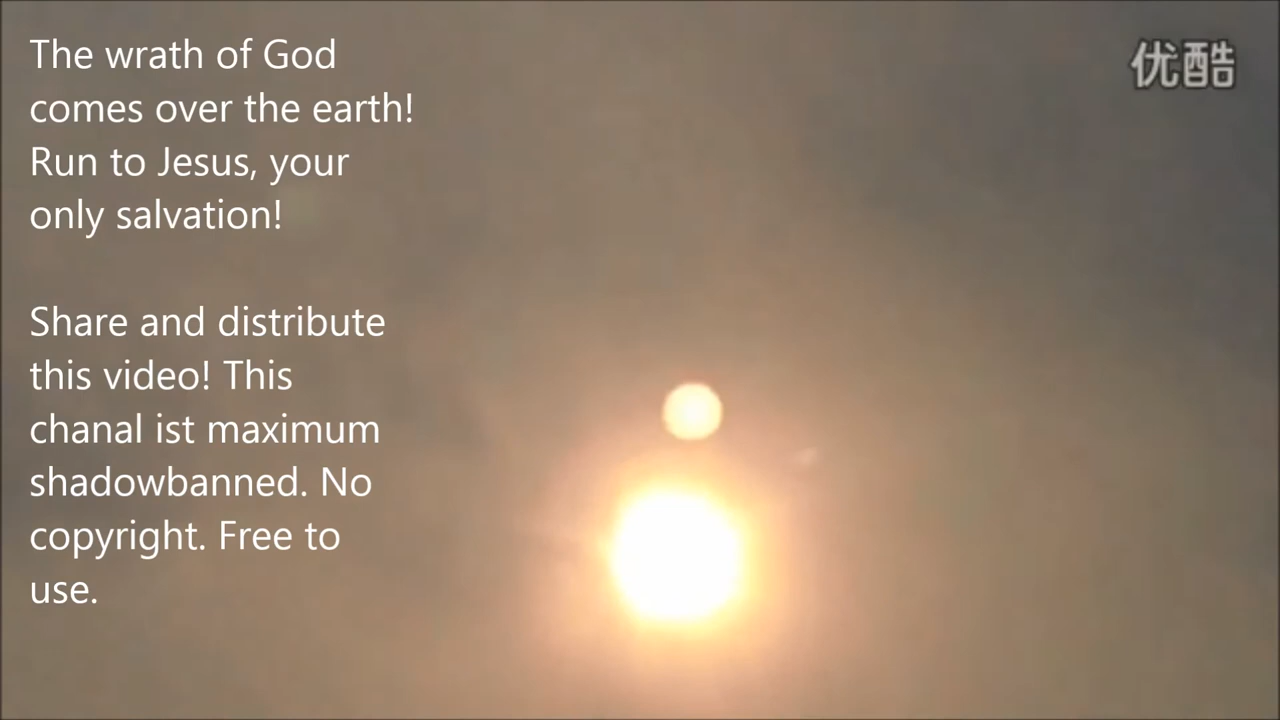 The wrath of God
comes over the earth!
Run to Jesus, your
only salvation!
Share and distribute
this video! This
chanal ist maximum
shadowbanned. No
copyright. Free to
use.
优酷